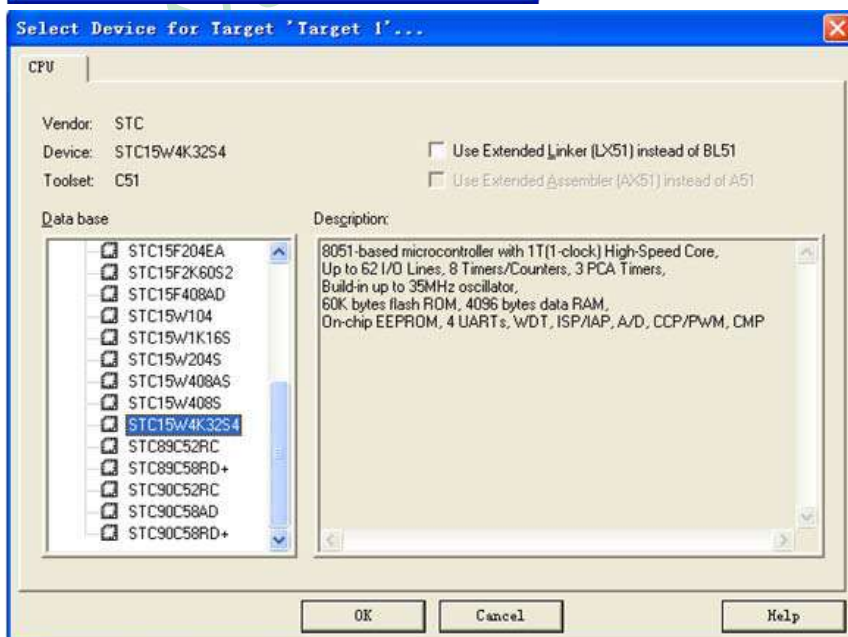 Select Device for Target 'Target 1'...
CPU
Vendor: STC
Device: STC15W4K32S4
Toolset: C51
Use Extended Linker (LX51) instead of BL51
Use Extended Assembler (AX51) instead of A51
Data base
STC15F204EA
STC15F2K60S2
STC15F408AD
STC15W104
STC15W1K16S
STC15W204S
STC15W408AS
STC15W408S
STC15W4K32S4
STC89C52RC
STC89C58RD+
STC90C52RC
STC90C58AD
STC90C58RD+
Description:
8051-based microcontroller with 1T(1-clock) High-Speed Core,
Up to 62 I/O Lines, 8 Timers/Counters, 3 PCA Timers,
Build-in up to 35MHz oscillator,
60K bytes flash ROM, 4096 bytes data RAM,
On-chip EEPROM, 4 UARTs, WDT, ISP/IAP, A/D, CCP/PWM, CMP
OK
Cancel
Help